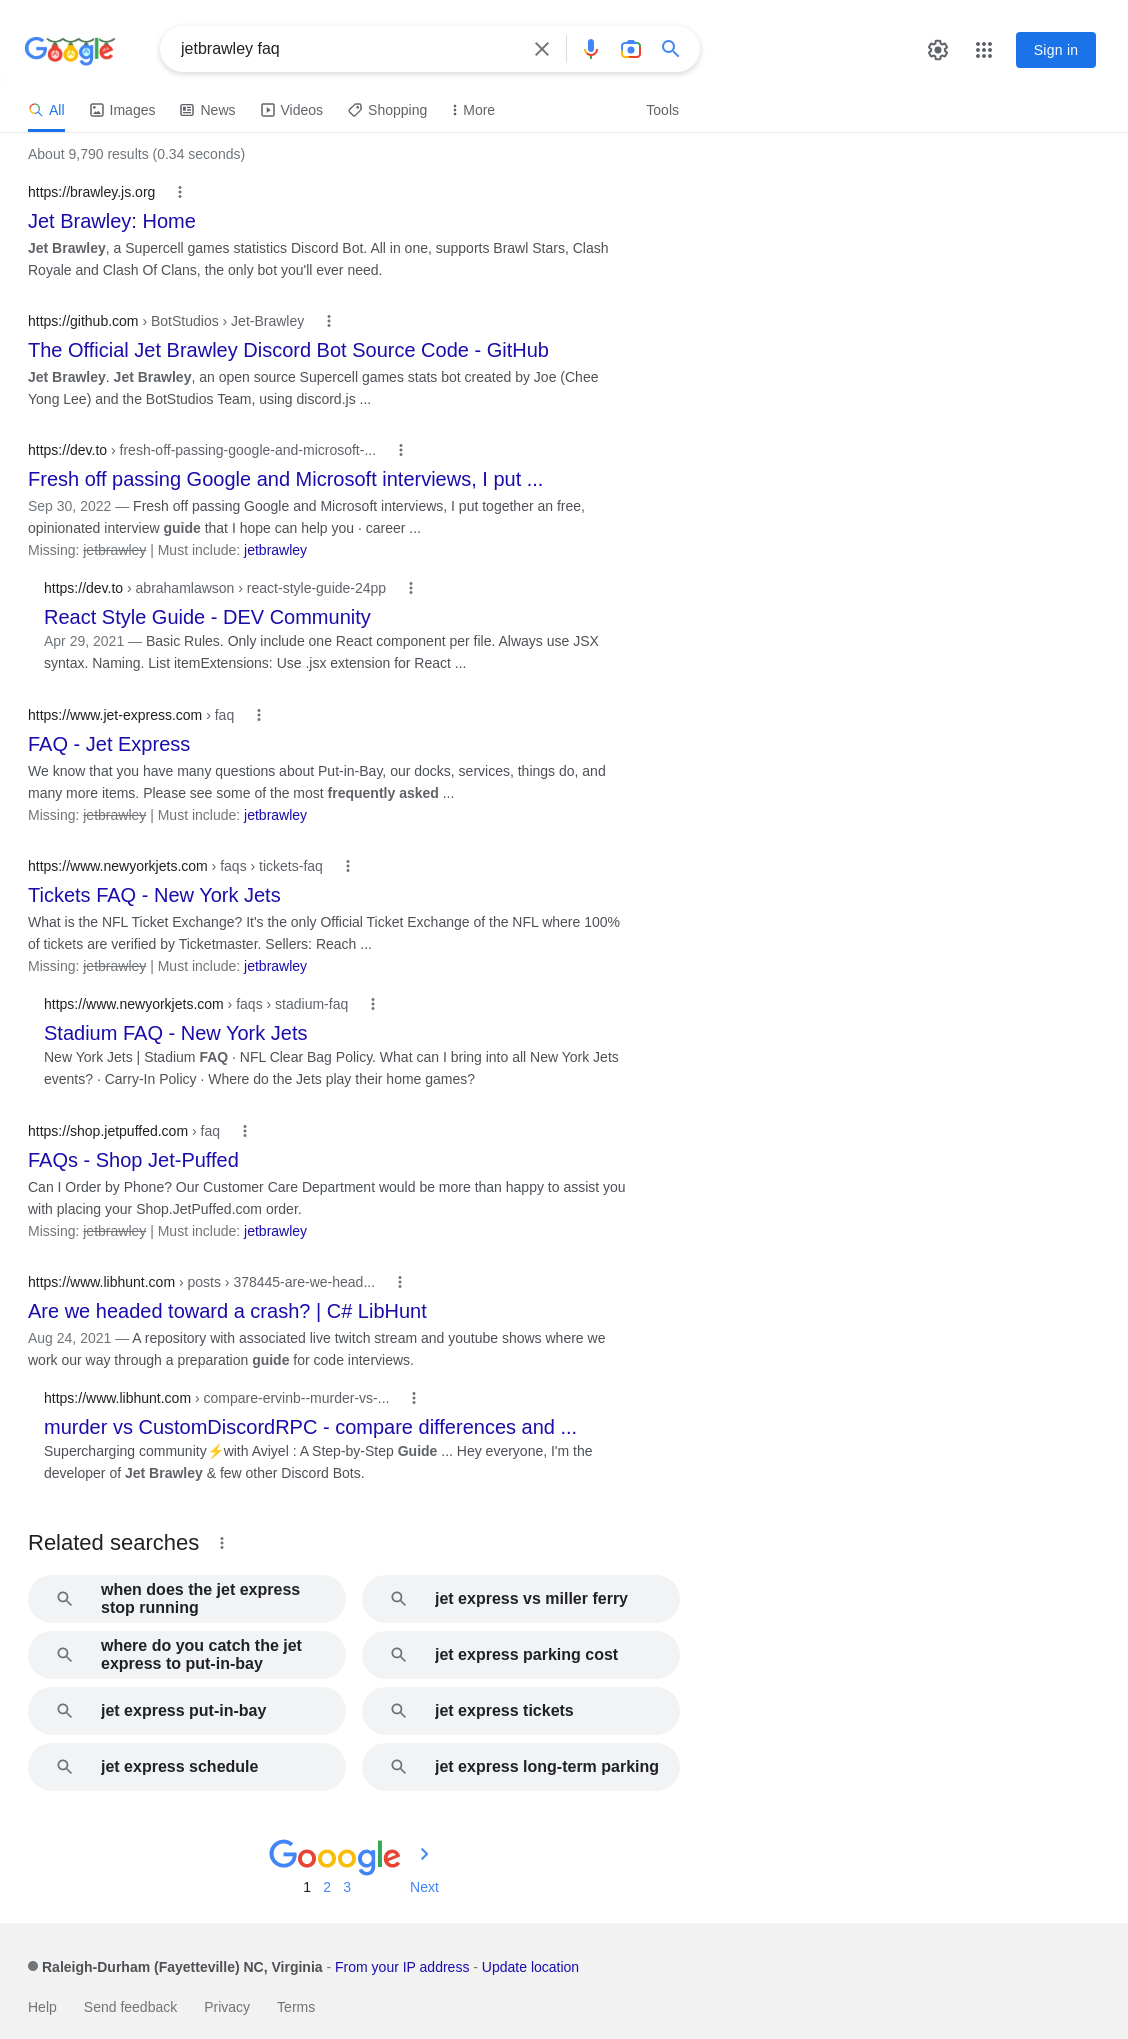 Google
jetbrawley faq
Sign in
All
Images
News
Videos
Shopping
More
Tools
About 9,790 results (0.34 seconds)
https://brawley.js.org
Jet Brawley: Home
Jet Brawley, a Supercell games statistics Discord Bot. All in one, supports Brawl Stars, Clash
Royale and Clash Of Clans, the only bot you'll ever need.
https://github.com › BotStudios › Jet-Brawley
The Official Jet Brawley Discord Bot Source Code - GitHub
Jet Brawley. Jet Brawley, an open source Supercell games stats bot created by Joe (Chee
Yong Lee) and the BotStudios Team, using discord.js ...
https://dev.to › fresh-off-passing-google-and-microsoft-...
Fresh off passing Google and Microsoft interviews, I put ...
Sep 30, 2022 — Fresh off passing Google and Microsoft interviews, I put together an free,
opinionated interview guide that I hope can help you · career ...
Missing: jetbrawley | Must include: jetbrawley
https://dev.to › abrahamlawson › react-style-guide-24pp
React Style Guide - DEV Community
Apr 29, 2021 — Basic Rules. Only include one React component per file. Always use JSX
syntax. Naming. List itemExtensions: Use .jsx extension for React ...
https://www.jet-express.com › faq
FAQ - Jet Express
We know that you have many questions about Put-in-Bay, our docks, services, things do, and
many more items. Please see some of the most frequently asked ...
Missing: jetbrawley | Must include: jetbrawley
https://www.newyorkjets.com › faqs › tickets-faq
Tickets FAQ - New York Jets
What is the NFL Ticket Exchange? It's the only Official Ticket Exchange of the NFL where 100%
of tickets are verified by Ticketmaster. Sellers: Reach ...
Missing: jetbrawley | Must include: jetbrawley
https://www.newyorkjets.com › faqs › stadium-faq
Stadium FAQ - New York Jets
New York Jets | Stadium FAQ · NFL Clear Bag Policy. What can I bring into all New York Jets
events? · Carry-In Policy · Where do the Jets play their home games?
https://shop.jetpuffed.com › faq
FAQs - Shop Jet-Puffed
Can I Order by Phone? Our Customer Care Department would be more than happy to assist you
with placing your Shop.JetPuffed.com order.
Missing: jetbrawley | Must include: jetbrawley
https://www.libhunt.com › posts › 378445-are-we-head...
Are we headed toward a crash? | C# LibHunt
Aug 24, 2021 — A repository with associated live twitch stream and youtube shows where we
work our way through a preparation guide for code interviews.
https://www.libhunt.com › compare-ervinb--murder-vs-...
murder vs CustomDiscordRPC - compare differences and ...
Supercharging community⚡with Aviyel : A Step-by-Step Guide ... Hey everyone, I'm the
developer of Jet Brawley & few other Discord Bots.
Related searches
when does the jet express
stop running
jet express vs miller ferry
where do you catch the jet
express to put-in-bay
jet express parking cost
jet express put-in-bay
jet express tickets
jet express schedule
jet express long-term parking
Gooogle
1 2 3 Next
Raleigh-Durham (Fayetteville) NC, Virginia - From your IP address - Update location
Help Send feedback Privacy Terms